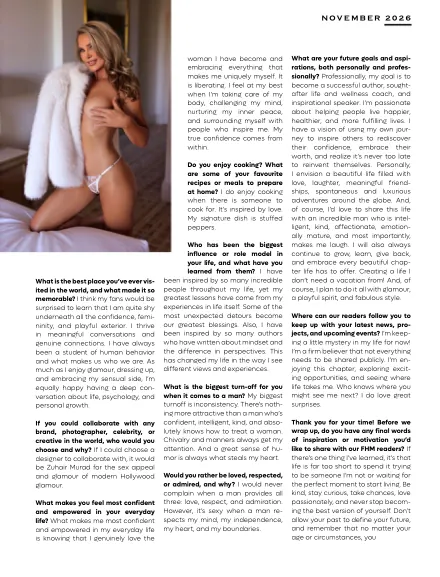 NOVEMBER 2026
What is the best place you've ever vis-
ited in the world, and what made it so
memorable? I think my fans would be
surprised to learn that I am quite shy
underneath all the confidence, femi-
ninity, and playful exterior. I thrive
in meaningful conversations and
genuine connections. I have always
been a student of human behavior
and what makes us who we are. As
much as I enjoy glamour, dressing up,
and embracing my sensual side, I'm
equally happy having a deep con-
versation about life, psychology, and
personal growth.
If you could collaborate with any
brand, photographer, celebrity, or
creative in the world, who would you
choose and why? If I could choose a
designer to collaborate with, it would
be Zuhair Murad for the sex appeal
and glamour of modern Hollywood
glamour.
What makes you feel most confident
and empowered in your everyday
life? What makes me most confident
and empowered in my everyday life
is knowing that I genuinely love the
woman I have become and
embracing everything that
makes me uniquely myself. It
is liberating. I feel at my best
when I'm taking care of my
body, challenging my mind,
nurturing my inner peace,
and surrounding myself with
people who inspire me. My
true confidence comes from
within.
Do you enjoy cooking? What
are some of your favourite
recipes or meals to prepare
at home? I do enjoy cooking
when there is someone to
cook for. It's inspired by love.
My signature dish is stuffed
peppers.
Who has been the biggest
influence or role model in
your life, and what have you
learned from them? I have
been inspired by so many incredible
people throughout my life, yet my
greatest lessons have come from my
experiences in life itself. Some of the
most unexpected detours become
our greatest blessings. Also, I have
been inspired by so many authors
who have written about mindset and
the difference in perspectives. This
has changed my life in the way I see
different views and experiences.
What is the biggest turn-off for you
when it comes to a man? My biggest
turnoff is inconsistency. There's noth-
ing more attractive than a man who's
confident, intelligent, kind, and abso-
lutely knows how to treat a woman.
Chivalry and manners always get my
attention. And a great sense of hu-
mor is always what steals my heart.
Would you rather be loved, respected,
or admired, and why? I would never
complain when a man provides all
three: love, respect, and admiration.
However, it's sexy when a man re-
spects my mind, my independence,
my heart, and my boundaries.
What are your future goals and aspi-
rations, both personally and profes-
sionally? Professionally, my goal is to
become a successful author, sought-
after life and wellness coach, and
inspirational speaker. I'm passionate
about helping people live happier,
healthier, and more fulfilling lives. I
have a vision of using my own jour-
ney to inspire others to rediscover
their confidence, embrace their
worth, and realize it's never too late
to reinvent themselves. Personally,
I envision a beautiful life filled with
love, laughter, meaningful friend-
ships, spontaneous and luxurious
adventures around the globe. And,
of course, I'd love to share this life
with an incredible man who is intel-
ligent, kind, affectionate, emotion-
ally mature, and most importantly,
makes me laugh. I will also always
continue to grow, learn, give back,
and embrace every beautiful chap-
ter life has to offer. Creating a life I
don't need a vacation from! And, of
course, I plan to do it all with glamour,
a playful spirit, and fabulous style.
Where can our readers follow you to
keep up with your latest news, pro-
jects, and upcoming events? I'm keep-
ing a little mystery in my life for now!
I'm a firm believer that not everything
needs to be shared publicly. I'm en-
joying this chapter, exploring excit-
ing opportunities, and seeing where
life takes me. Who knows where you
might see me next? I do love great
surprises.
Thank you for your time! Before we
wrap up, do you have any final words
of inspiration or motivation you'd
like to share with our FHM readers? If
there's one thing I've learned, it's that
life is far too short to spend it trying
to be someone I'm not or waiting for
the perfect moment to start living. Be
kind, stay curious, take chances, love
passionately, and never stop becom-
ing the best version of yourself. Don't
allow your past to define your future,
and remember that no matter your
age or circumstances, you